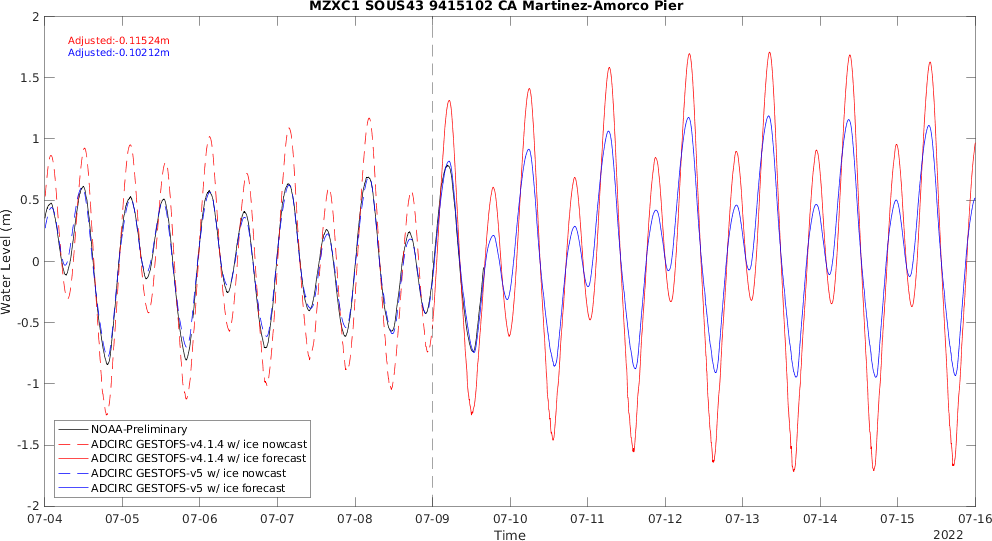 MZXC1 SOUS43 9415102 CA Martinez-Amorco Pier
Adjusted:-0.11524m
Adjusted:-0.10212m
2
1.5
1
0.5
0
-0.5
-1
-1.5
-2
Water Level (m)
NOAA-Preliminary
ADCIRC GESTOFS-v4.1.4 w/ ice nowcast
ADCIRC GESTOFS-v4.1.4 w/ ice forecast
ADCIRC GESTOFS-v5 w/ ice nowcast
ADCIRC GESTOFS-v5 w/ ice forecast
07-04 07-05 07-06 07-07 07-08 07-09 07-10 07-11 07-12 07-13 07-14 07-15 07-16
Time
2022